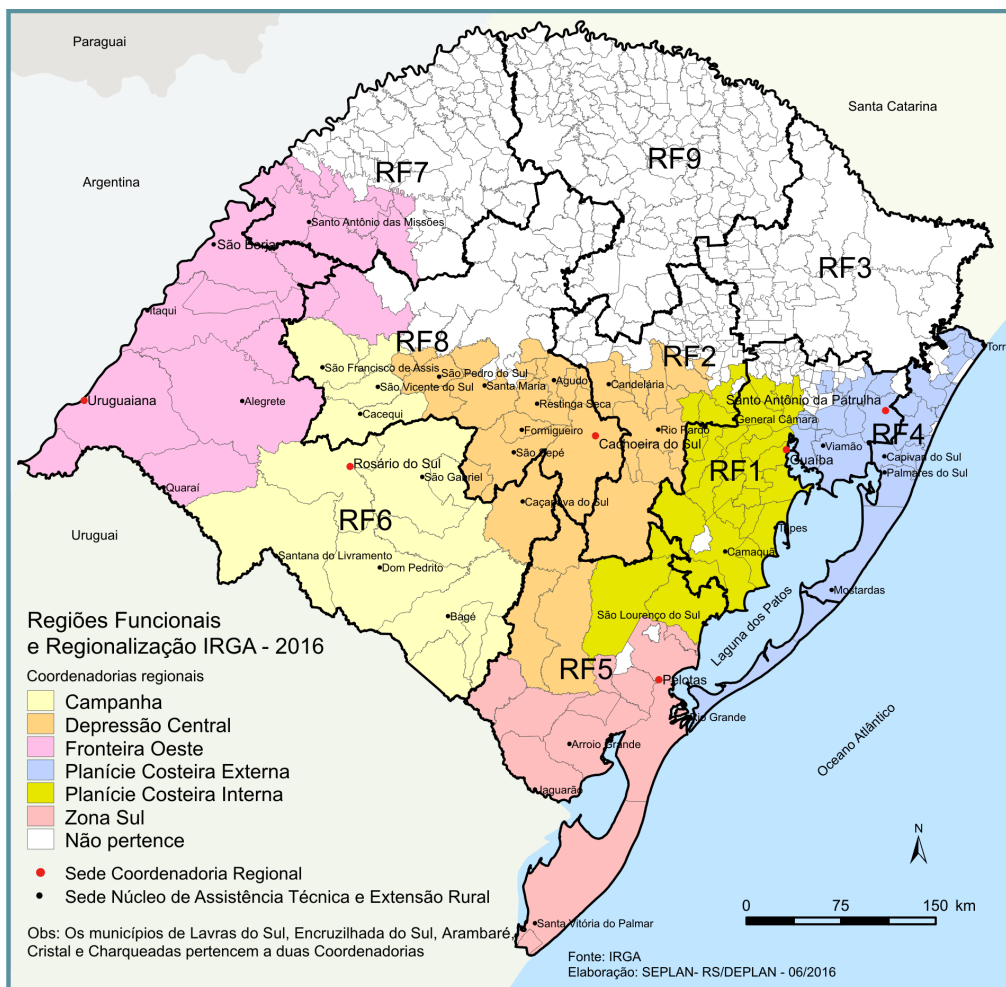 Paraguai
Santa Catarina
Argentina
RF7
RF9
Santo Antônio das Missões
São Borja
RF3
Itaqui
RF8
RF2
Torr
São Francisco de Assis
São Pedro do Sul
Agudo
Candelária
São Vicente do Sul
Santa Maria
Uruguaiana
Alegrete
Restinga Seca
Santo Antônio da Patrulha
Cacequi
General Câmara
RF4
Formigueiro
Rio Pardo
Cachoeira do Sul
Viamão
São Sepé
Guaíba
Capivari do Sul
Rosário do Sul
RF1
Palmares do Sul
São Gabriel
Quaraí
Caçapava do Sul
RF6
Tapes
Uruguai
Santana do Livramento
Camaquã
Dom Pedrito
Mostardas
Bagé
São Lourenço do Sul
Laguna dos Patos
RF5
Pelotas
Rio Grande
Oceano Atlântico
Arroio Grande
Jaguarão
Santa Vitória do Palmar
Regiões Funcionais
e Regionalização IRGA - 2016
Coordenadorias regionais
Campanha
Depressão Central
Fronteira Oeste
Planície Costeira Externa
Planície Costeira Interna
Zona Sul
Não pertence
Sede Coordenadoria Regional
Sede Núcleo de Assistência Técnica e Extensão Rural
Obs: Os municípios de Lavras do Sul, Encruzilhada do Sul, Arambaré,
Cristal e Charqueadas pertencem a duas Coordenadorias
N
0 75 150 km
Fonte: IRGA
Elaboração: SEPLAN- RS/DEPLAN - 06/2016